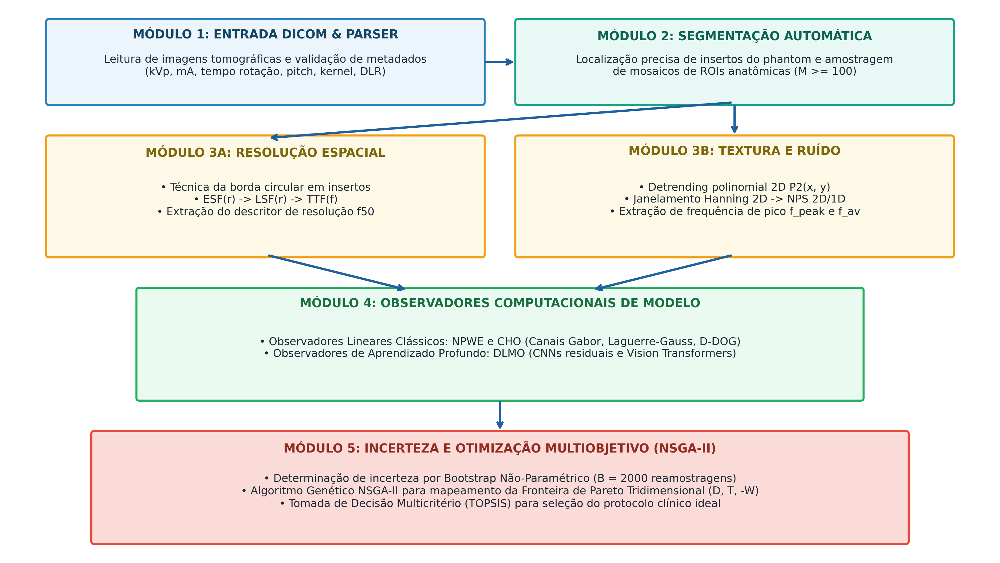 MÓDULO 1: ENTRADA DICOM & PARSER
Leitura de imagens tomográficas e validação de metadados
(kVp, mA, tempo rotação, pitch, kernel, DLR)
MÓDULO 2: SEGMENTAÇÃO AUTOMÁTICA
Localização precisa de insertos do phantom e amostragem
de mosaicos de ROIs anatômicas (M >= 100)
MÓDULO 3A: RESOLUÇÃO ESPACIAL
• Técnica da borda circular em insertos
• ESF(r) -> LSF(r) -> TTF(f)
• Extração do descritor de resolução f50
MÓDULO 3B: TEXTURA E RUÍDO
• Detrending polinomial 2D P2(x, y)
• Janelamento Hanning 2D -> NPS 2D/1D
• Extração de frequência de pico f_peak e f_av
MÓDULO 4: OBSERVADORES COMPUTACIONAIS DE MODELO
• Observadores Lineares Clássicos: NPWE e CHO (Canais Gabor, Laguerre-Gauss, D-DOG)
• Observadores de Aprendizado Profundo: DLMO (CNNs residuais e Vision Transformers)
MÓDULO 5: INCERTEZA E OTIMIZAÇÃO MULTIOBJETIVO (NSGA-II)
• Determinação de incerteza por Bootstrap Não-Paramétrico (B = 2000 reamostragens)
• Algoritmo Genético NSGA-II para mapeamento da Fronteira de Pareto Tridimensional (D, T, -W)
• Tomada de Decisão Multicritério (TOPSIS) para seleção do protocolo clínico ideal